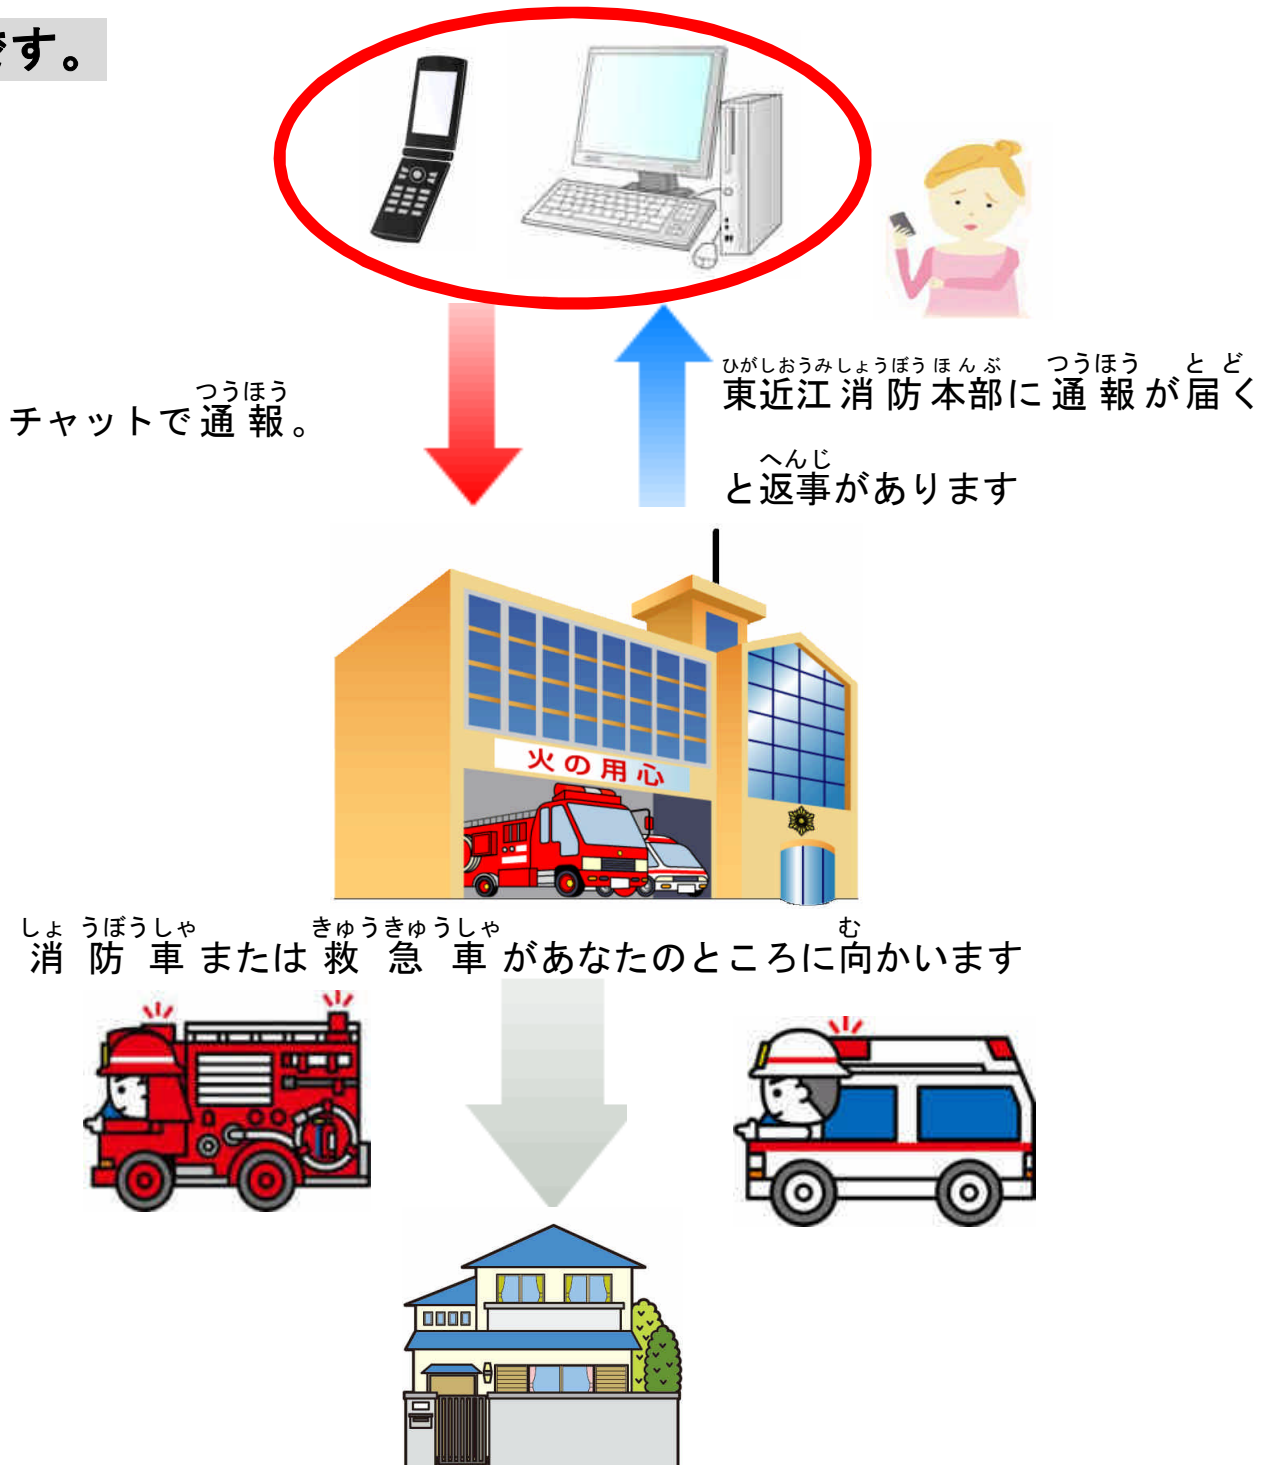 です。
つうほう
チャットで通報。
ひがしおうみしょうぼうほんぶ つうほう とど
東近江消防本部に通報が届く
へんじ
と返事があります
火の用心
しょうぼうしゃ きゅうきゅうしゃ む
消防車または救急車があなたのところに向かいます